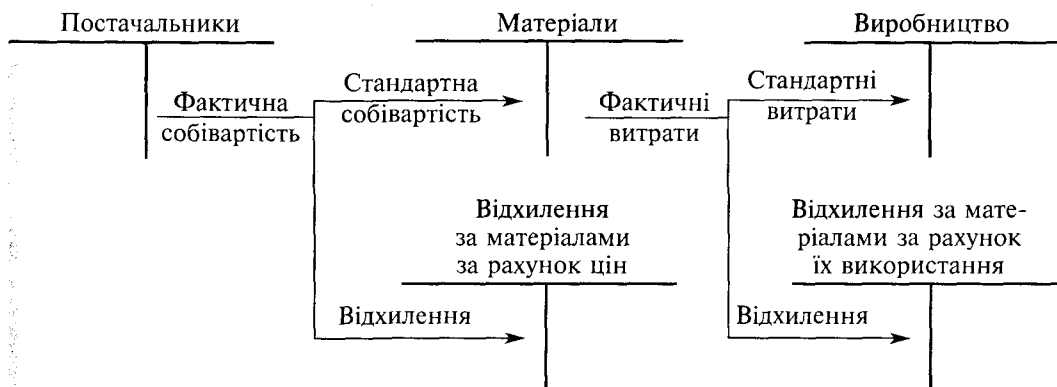 Постачальники
Матеріали
Виробництво
Фактична
собівартість
Стандартна
собівартість
Фактичні
витрати
Стандартні
витрати
Відхилення
за матеріалами
за рахунок цін
Відхилення за мате-
ріалами за рахунок
їх використання
Відхилення
Відхилення